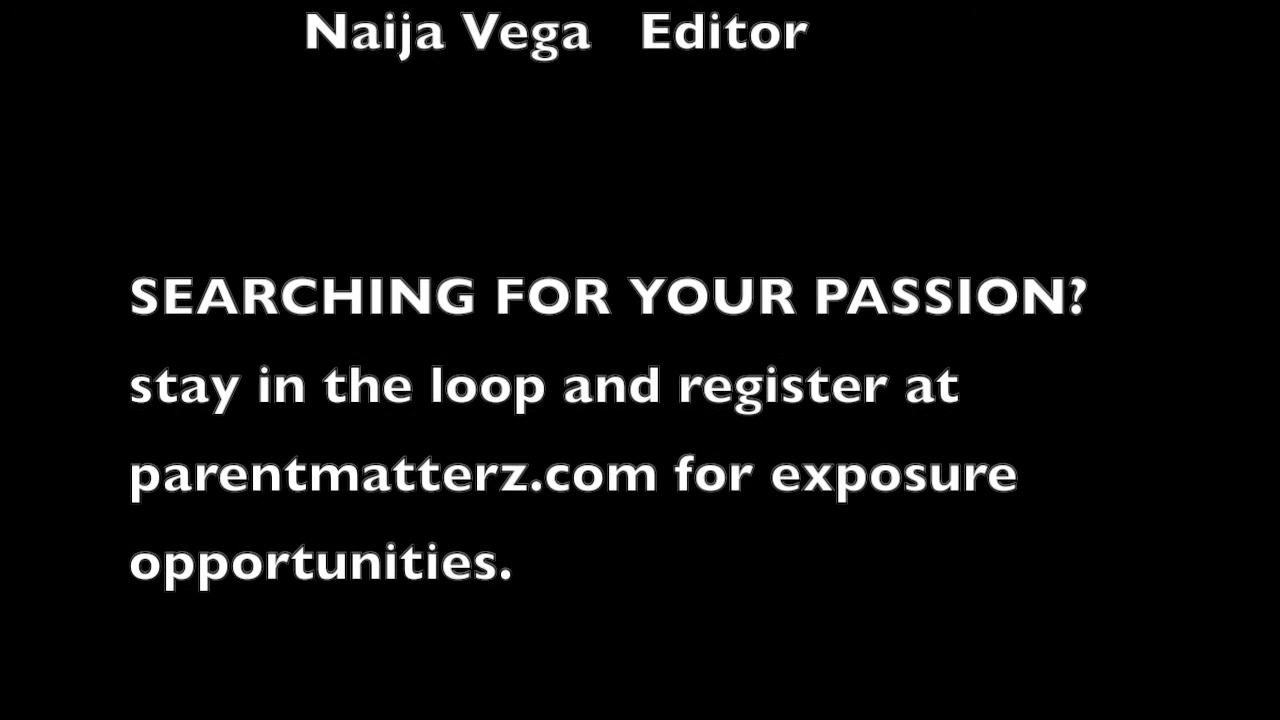 Naija Vega Editor
SEARCHING FOR YOUR PASSION?
stay in the loop and register at
parentmatterz.com for exposure
opportunities.